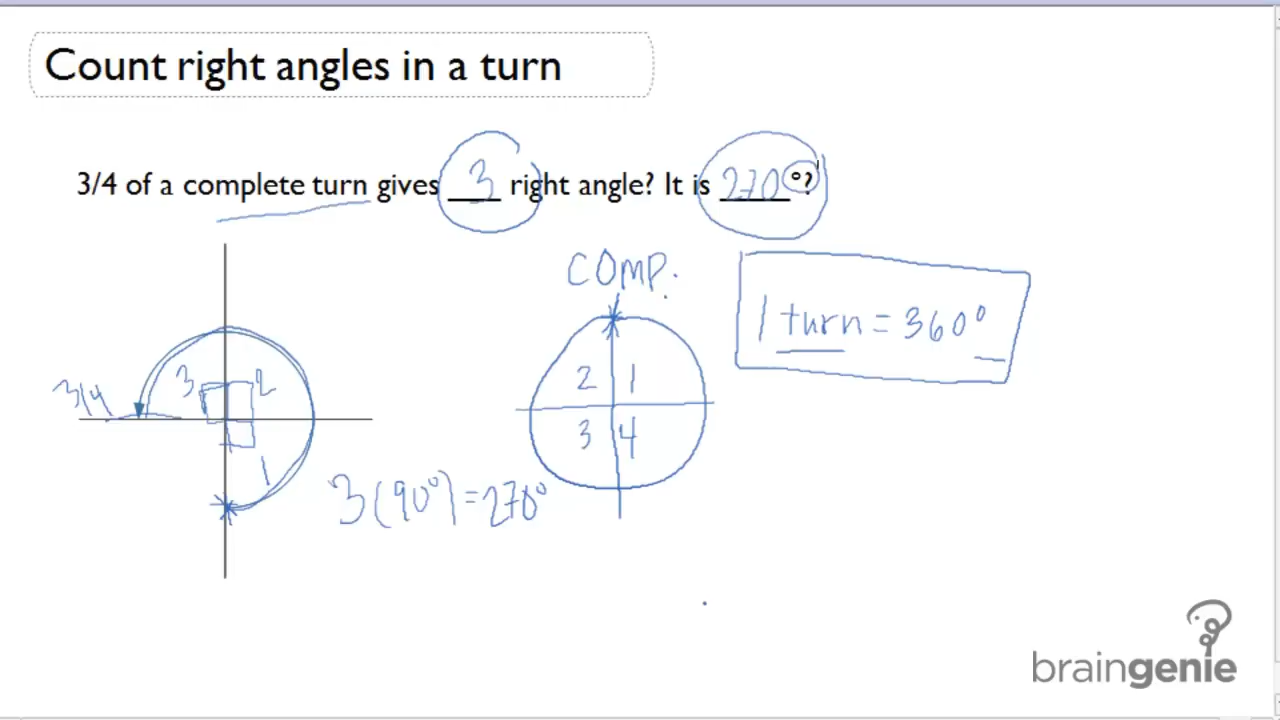 Count right angles in a turn
3/4 of a complete turn gives 3 right angle? It is 270 °?
COMP.
1 turn = 360°
3/4
3
2
1
2
1
3
4
3(90°)=270°
braingenie